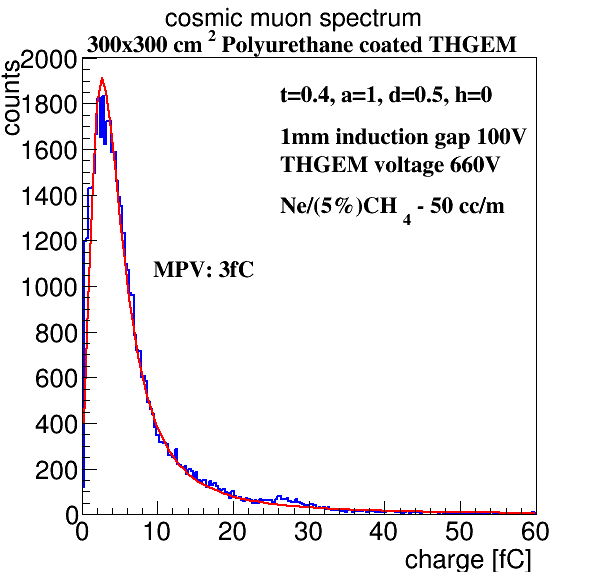 cosmic muon spectrum
300x300 cm 2 Polyurethane coated THGEM
counts
2000
1800
1600
1400
1200
1000
800
600
400
200
0
t=0.4, a=1, d=0.5, h=0
1mm induction gap 100V
THGEM voltage 660V
Ne/(5%)CH 4 - 50 cc/m
MPV: 3fC
0 10 20 30 40 50 60
charge [fC]